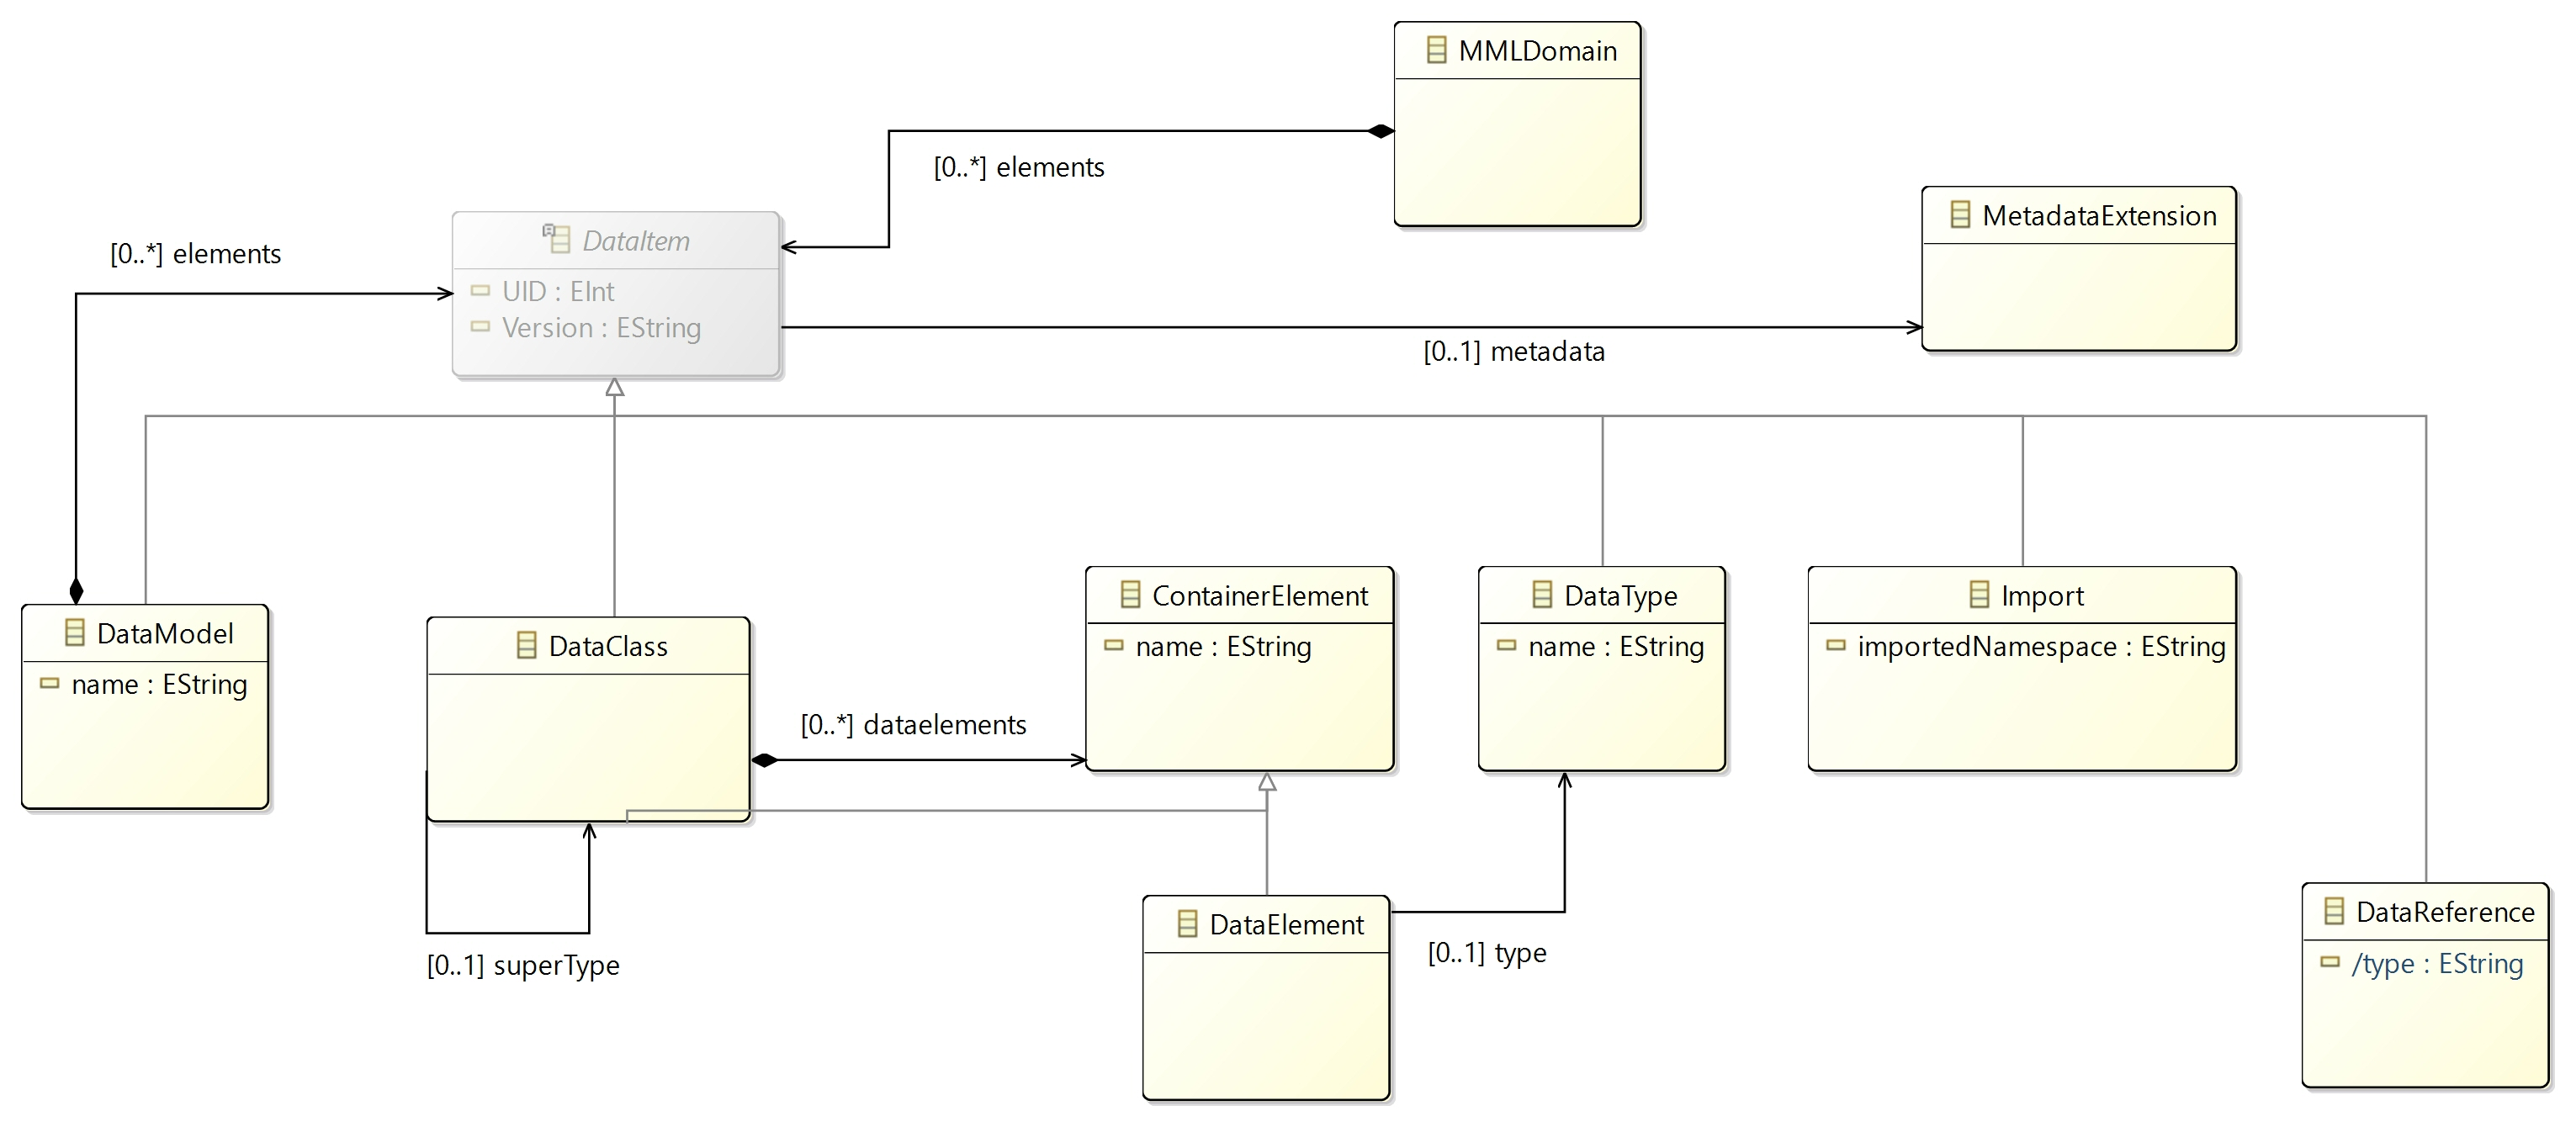 MMLDomain
[0..*] elements
MetadataExtension
DataItem
UID : EInt
Version : EString
[0..*] elements
[0..1] metadata
DataModel
name : EString
DataClass
ContainerElement
name : EString
DataType
name : EString
Import
importedNamespace : EString
[0..*] dataelements
[0..1] superType
DataElement
[0..1] type
DataReference
/type : EString